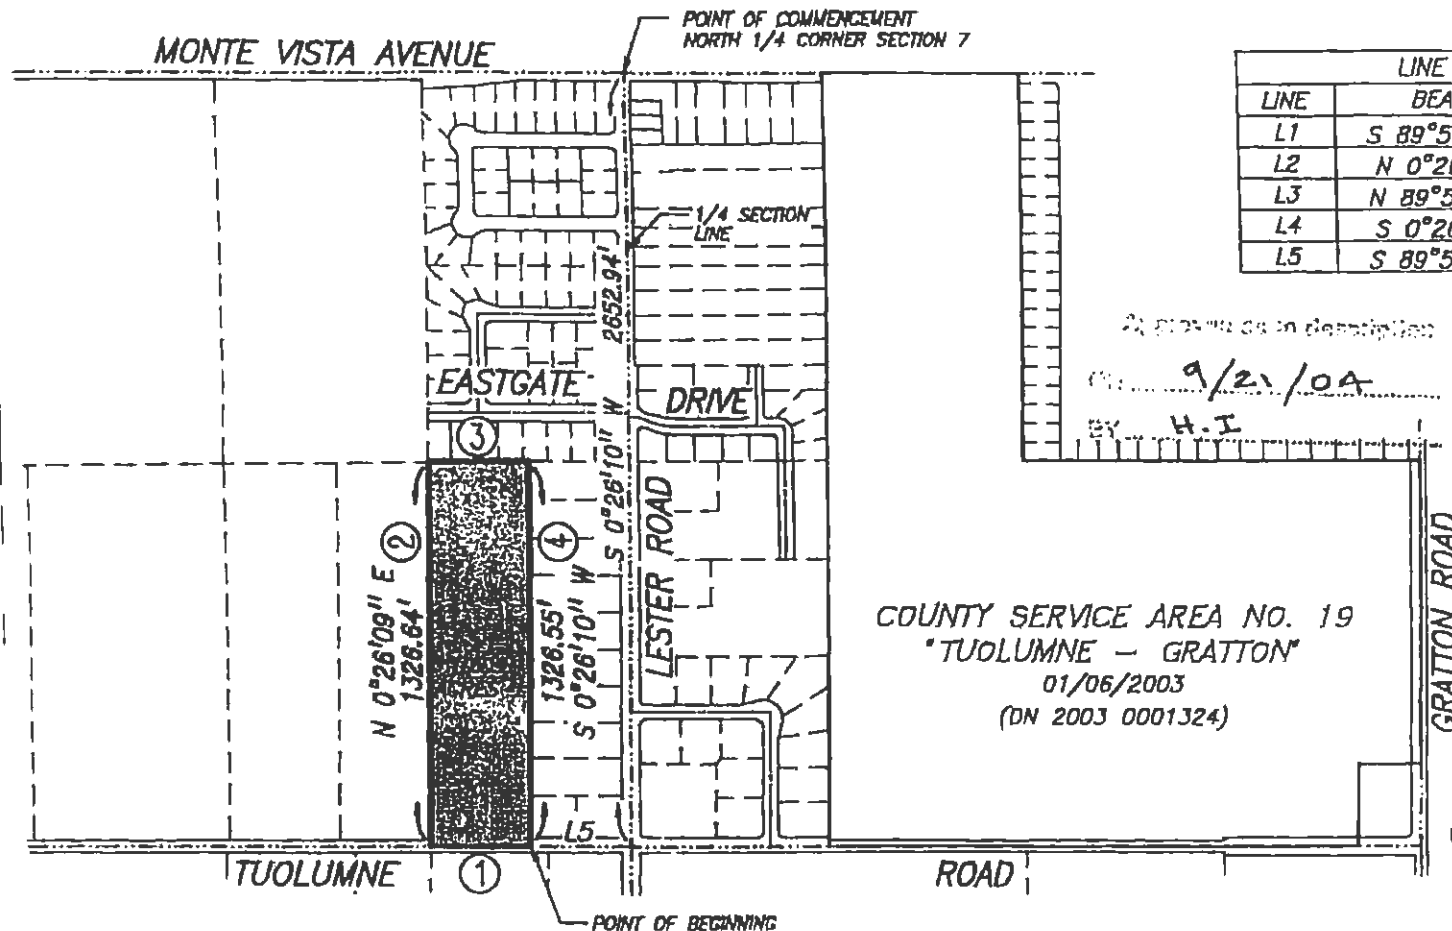 POINT OF COMMENCEMENT
NORTH 1/4 CORNER SECTION 7
MONTE VISTA AVENUE
LINE
LINE BEA
L1 S 89°5
L2 N 0°2
L3 N 89°5
L4 S 0°2
L5 S 89°5
1/4 SECTION
LINE
2652.94'
S 0°26'10" W
as in description
9/21/04
BY H.I
EASTGATE DRIVE
3
2
4
N 0°26'09" E
1326.64'
1326.55'
S 0°26'10" W
LESTER ROAD
COUNTY SERVICE AREA NO. 19
"TUOLUMNE - GRATTON"
01/06/2003
(DN 2003 0001324)
GRATTON ROAD
L5
TUOLUMNE ROAD
1
POINT OF BEGINNING